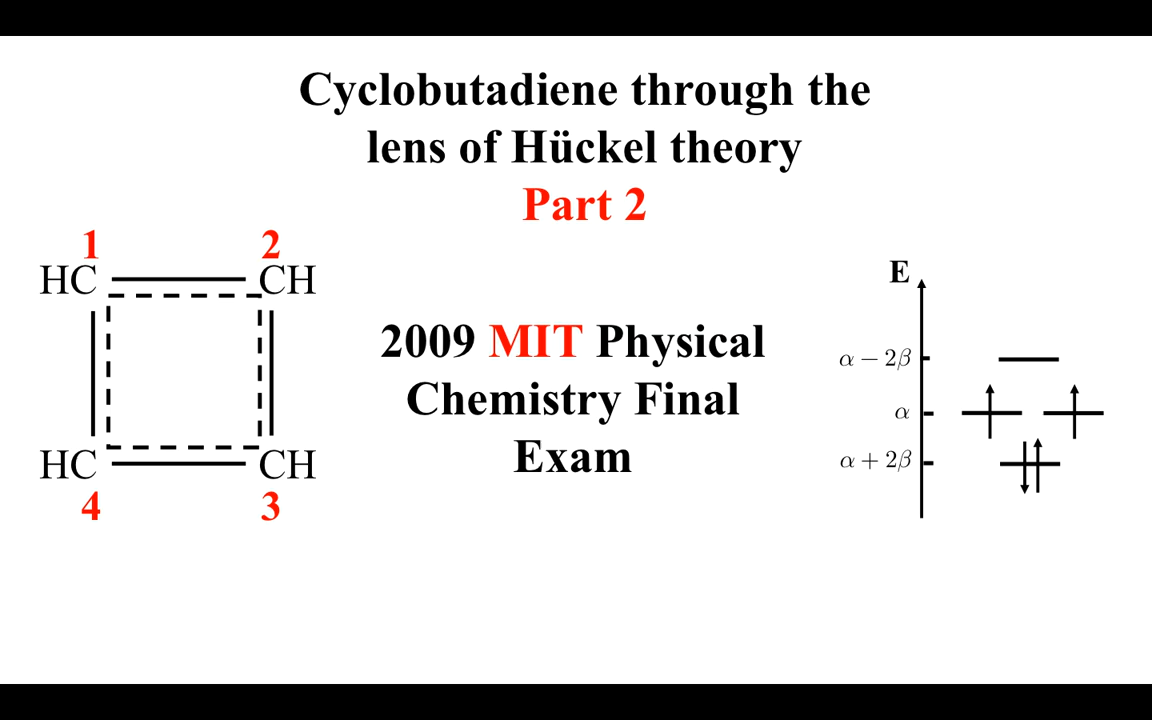 Cyclobutadiene through the
lens of Hückel theory
Part 2
1 2
HC CH
HC CH
4 3
2009 MIT Physical
Chemistry Final
Exam
E
α − 2β
α
α + 2β